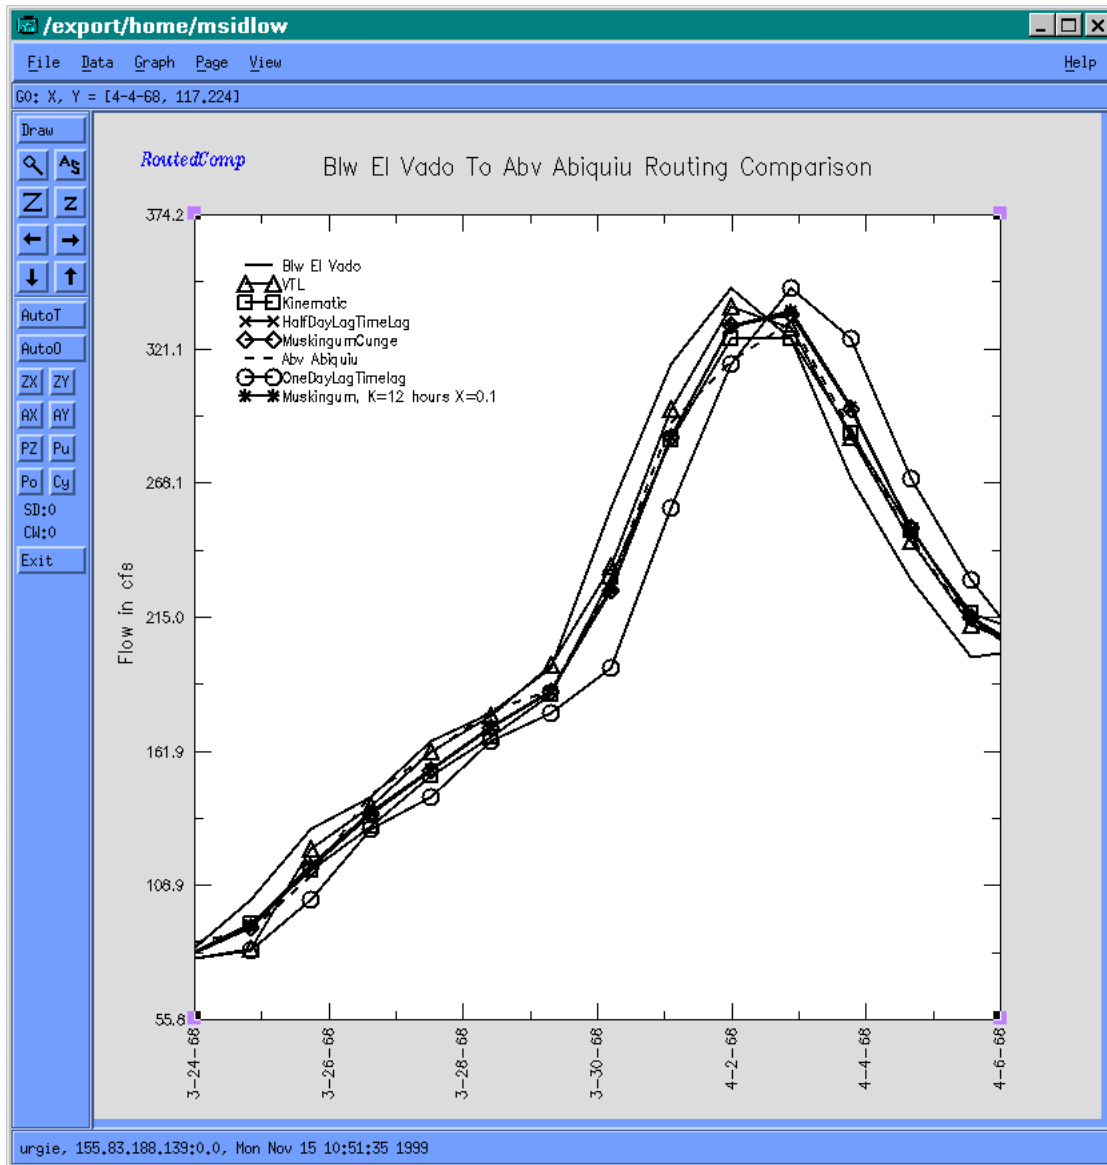 /export/home/msidlow
File Data Graph Page View Help
G0: X, Y = [4-4-68, 117.224]
Draw
A S
Z z
AutoT
AutoO
ZX ZY
AX AY
PZ Pu
Po Cy
SD:0
CW:0
Exit
RoutedComp
Blw El Vado To Abv Abiquiu Routing Comparison
374.2
321.1
268.1
215.0
161.9
108.9
55.8
Flow in cfs
Blw El Vado
VTL
Kinematic
HalfDayLagTimeLag
MuskingumCunge
Abv Abiquiu
OneDayLagTimelag
Muskingum, K=12 hours X=0.1
3-24-68
3-26-68
3-28-68
3-30-68
4-2-68
4-4-68
4-6-68
urgie, 155.83.188.139:0.0, Mon Nov 15 10:51:35 1999